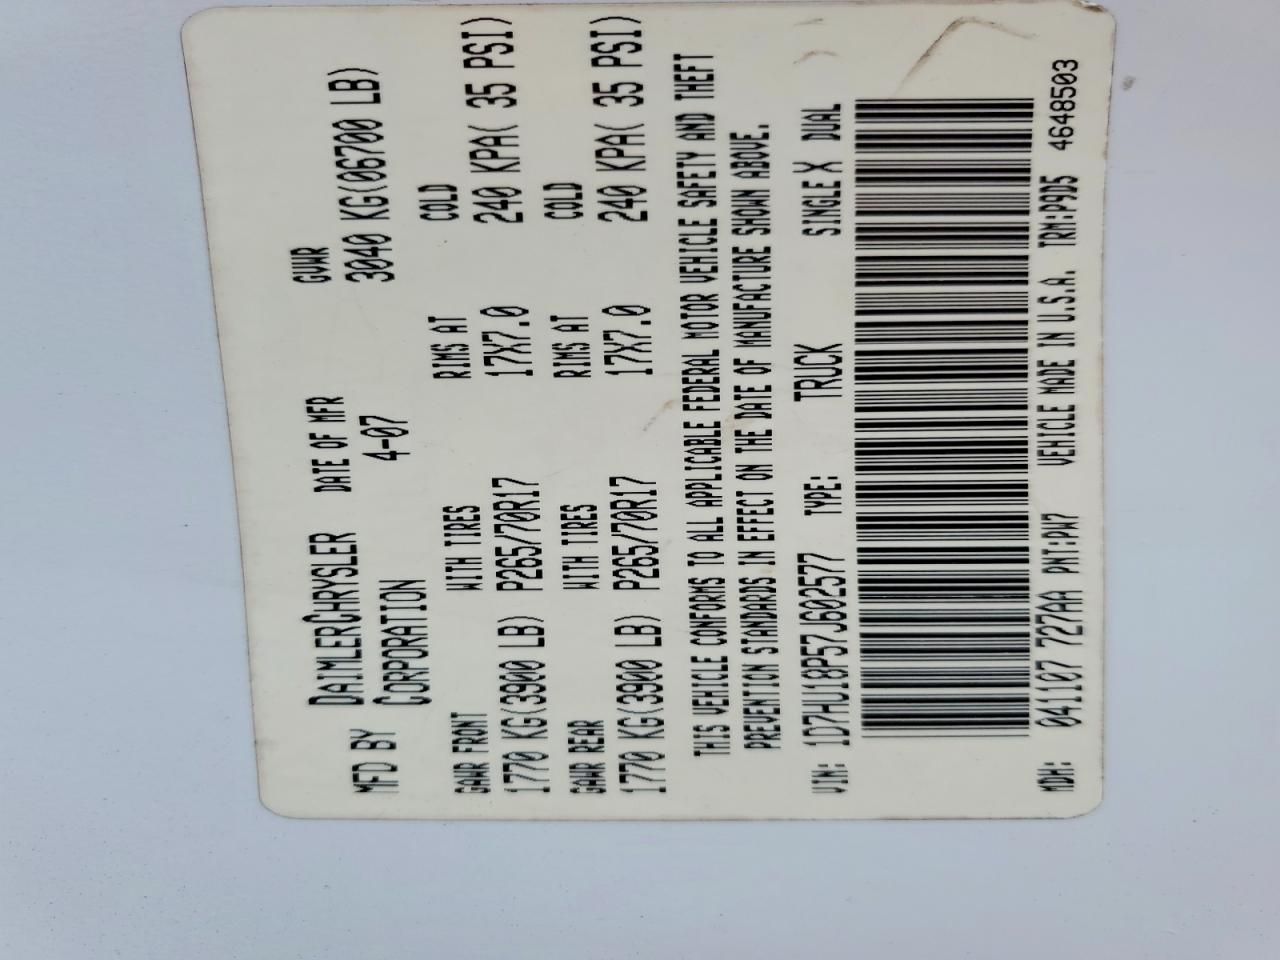 MFD BY DAIMLERCHRYSLER DATE OF MFR GVWR
CORPORATION 4-07 3040 KG(06700 LB)
GAWR FRONT WITH TIRES RIMS AT COLD
1770 KG(3900 LB) P265/70R17 17X7.0 240 KPA( 35 PSI)
GAWR REAR WITH TIRES RIMS AT COLD
1770 KG(3900 LB) P265/70R17 17X7.0 240 KPA( 35 PSI)
THIS VEHICLE CONFORMS TO ALL APPLICABLE FEDERAL MOTOR VEHICLE SAFETY AND THEFT
PREVENTION STANDARDS IN EFFECT ON THE DATE OF MANUFACTURE SHOWN ABOVE.
VIN: 1D7HU18P57J602577 TYPE: TRUCK SINGLE X DUAL
MDH: 041107 727AA PNT:PW7 VEHICLE MADE IN U.S.A. TRM:P9D5 4648503